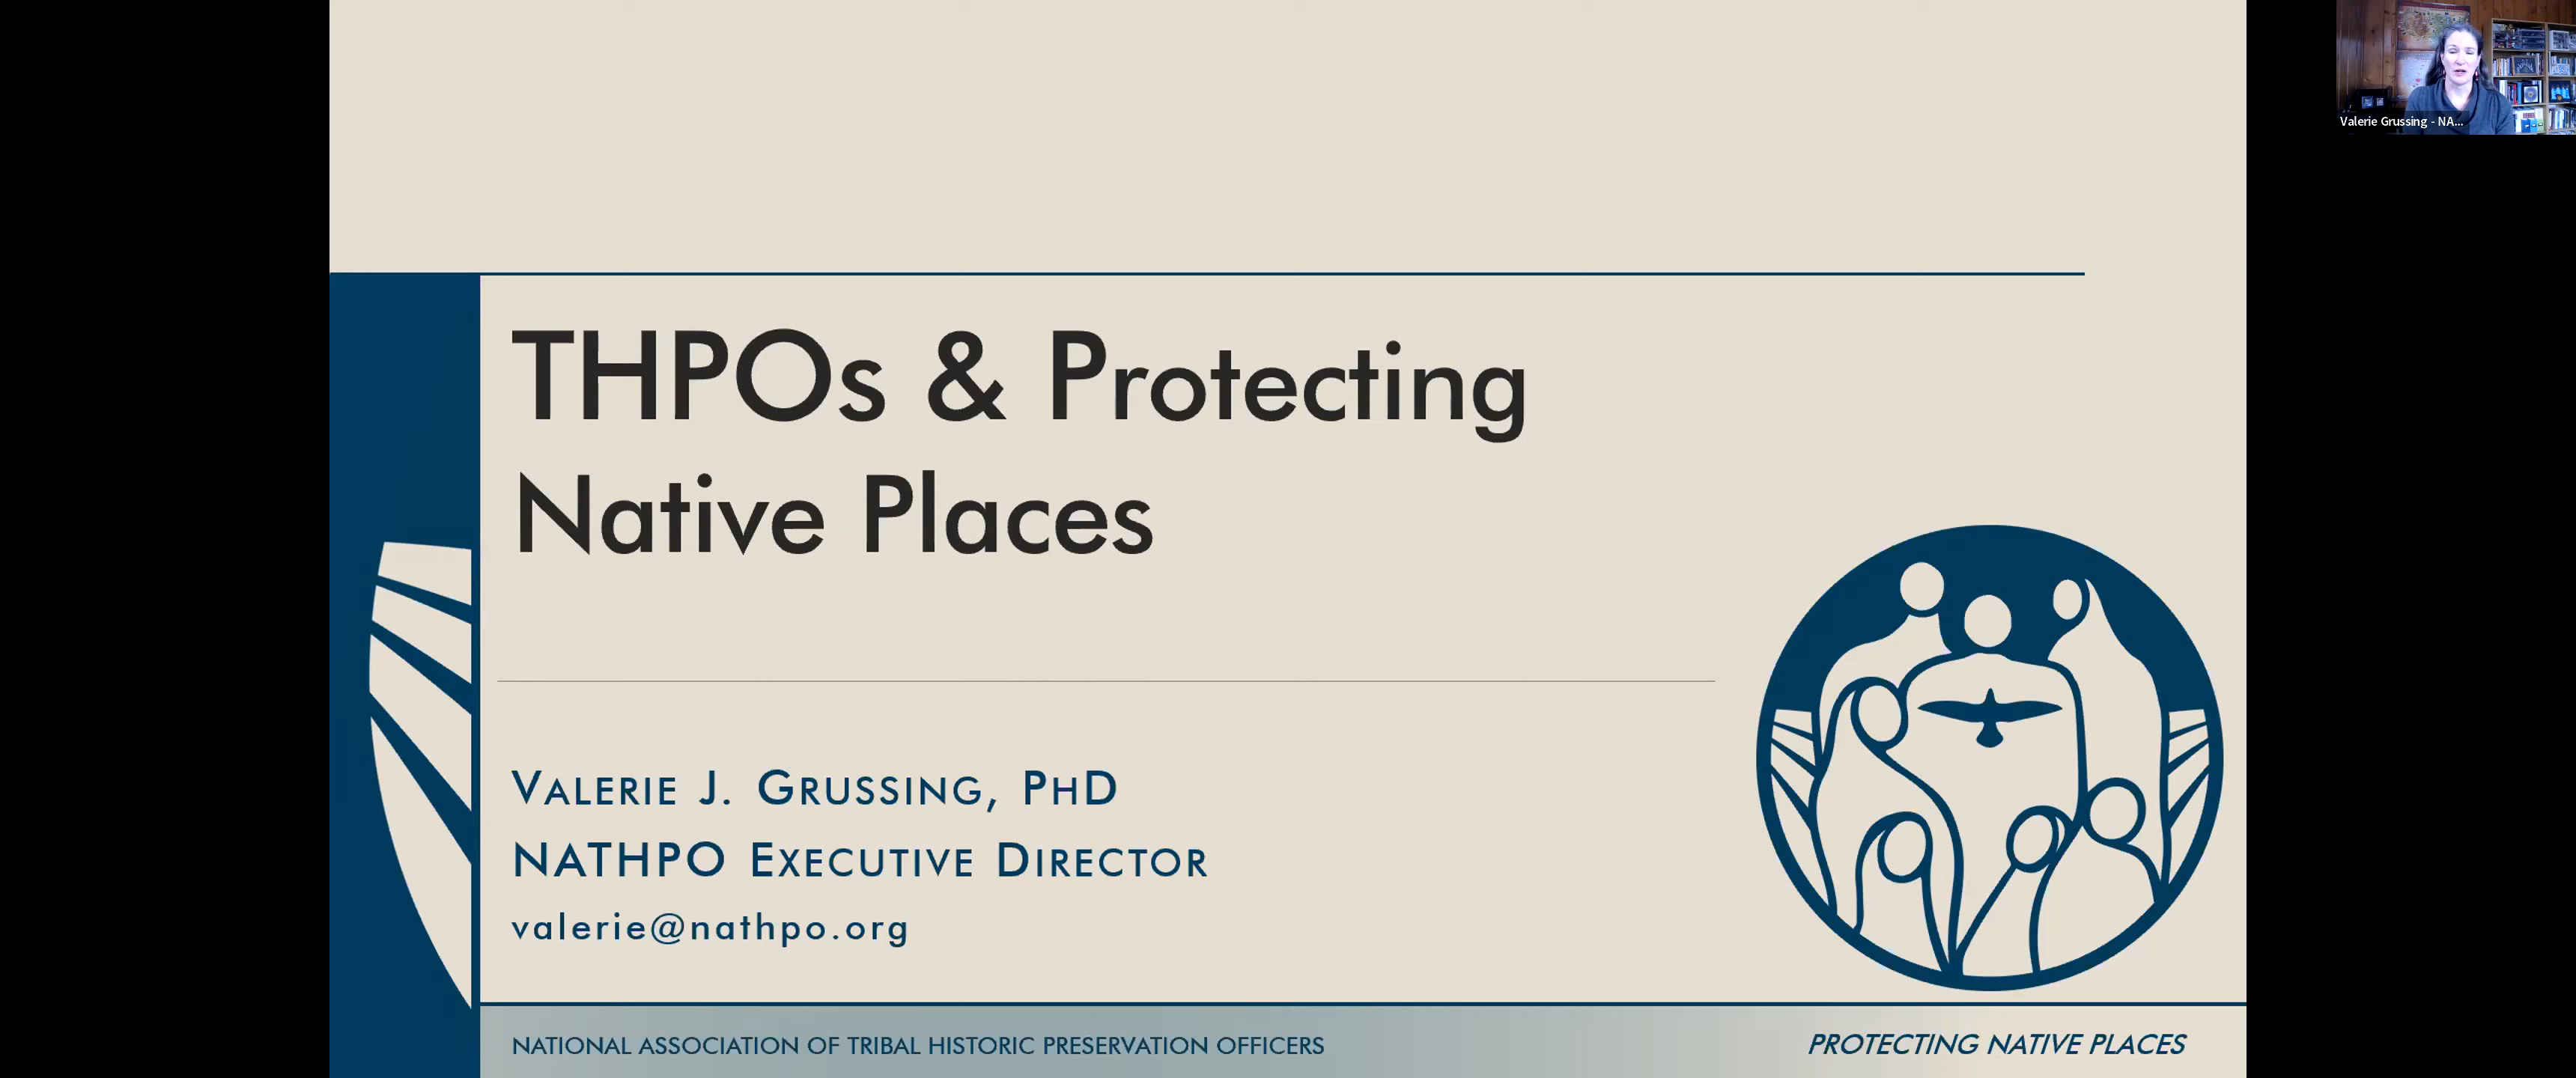 THPOs & Protecting
Native Places
VALERIE J. GRUSSING, PHD
NATHPO EXECUTIVE DIRECTOR
valerie@nathpo.org
NATIONAL ASSOCIATION OF TRIBAL HISTORIC PRESERVATION OFFICERS
PROTECTING NATIVE PLACES
Valerie Grussing - NA...